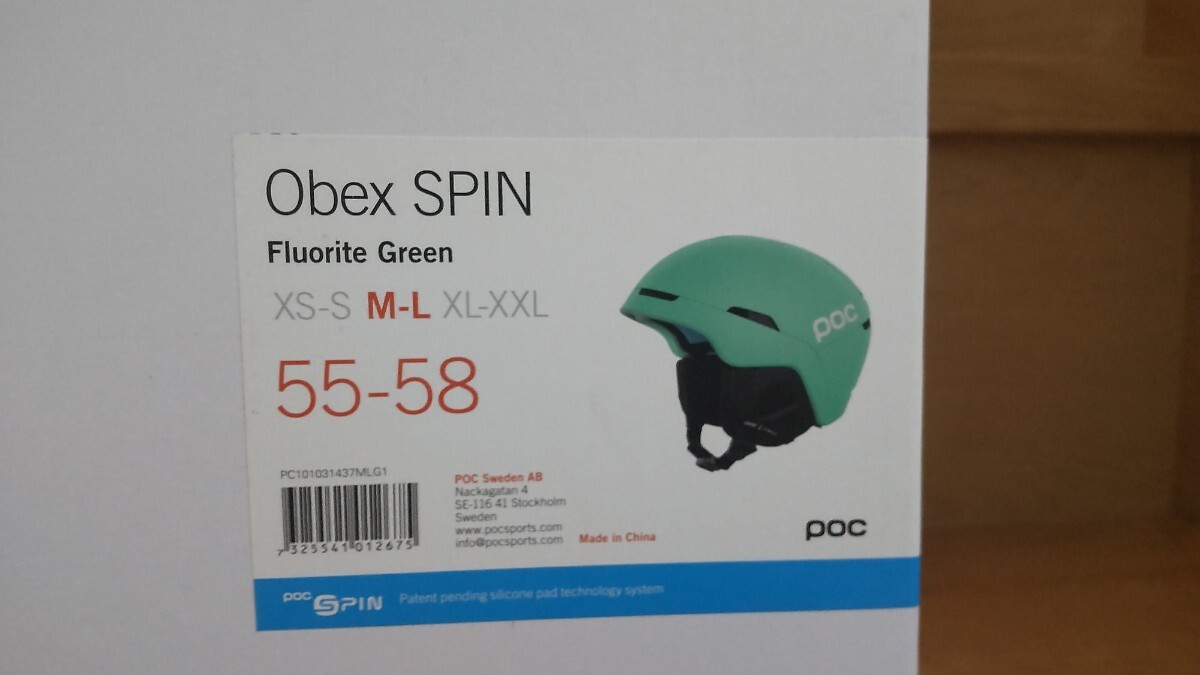 Obex SPIN
Fluorite Green
XS-S M-L XL-XXL
55-58
poc
PC101031437MLG1
7 325541 012675
POC Sweden AB
Nackagatan 4
SE-116 41 Stockholm
Sweden
www.pocsports.com
info@pocsports.com
Made in China
poc
poc SPIN Patent pending silicone pad technology system